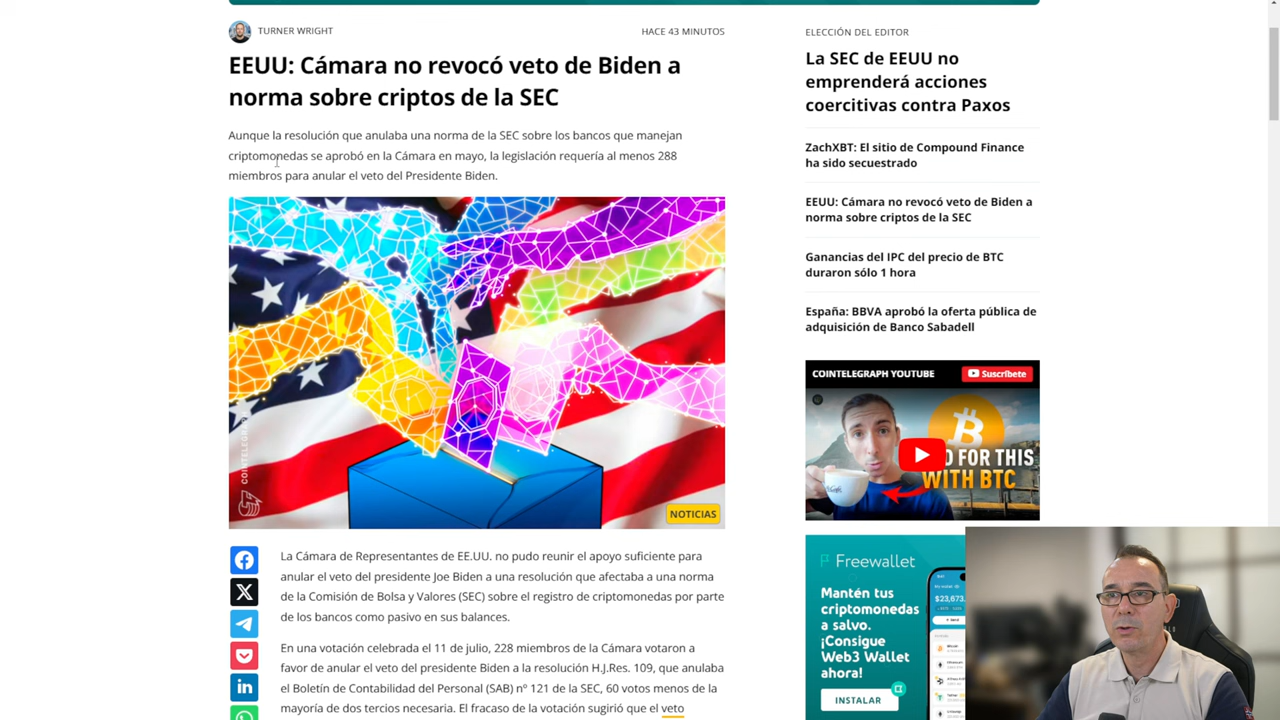 TURNER WRIGHT
HACE 43 MINUTOS
EEUU: Cámara no revocó veto de Biden a
norma sobre criptos de la SEC
Aunque la resolución que anulaba una norma de la SEC sobre los bancos que manejan
criptomonedas se aprobó en la Cámara en mayo, la legislación requería al menos 288
miembros para anular el veto del Presidente Biden.
COINTELEGRAPH
NOTICIAS
La Cámara de Representantes de EE.UU. no pudo reunir el apoyo suficiente para
anular el veto del presidente Joe Biden a una resolución que afectaba a una norma
de la Comisión de Bolsa y Valores (SEC) sobre el registro de criptomonedas por parte
de los bancos como pasivo en sus balances.
En una votación celebrada el 11 de julio, 228 miembros de la Cámara votaron a
favor de anular el veto del presidente Biden a la resolución H.J.Res. 109, que anulaba
el Boletín de Contabilidad del Personal (SAB) nº 121 de la SEC, 60 votos menos de la
mayoría de dos tercios necesaria. El fracaso de la votación sugirió que el veto
ELECCIÓN DEL EDITOR
La SEC de EEUU no
emprenderá acciones
coercitivas contra Paxos
ZachXBT: El sitio de Compound Finance
ha sido secuestrado
EEUU: Cámara no revocó veto de Biden a
norma sobre criptos de la SEC
Ganancias del IPC del precio de BTC
duraron sólo 1 hora
España: BBVA aprobó la oferta pública de
adquisición de Banco Sabadell
COINTELEGRAPH YOUTUBE
Suscríbete
FOR THIS
WITH BTC
Freewallet
Mantén tus
criptomonedas
a salvo.
¡Consigue
Web3 Wallet
ahora!
INSTALAR
$23,673